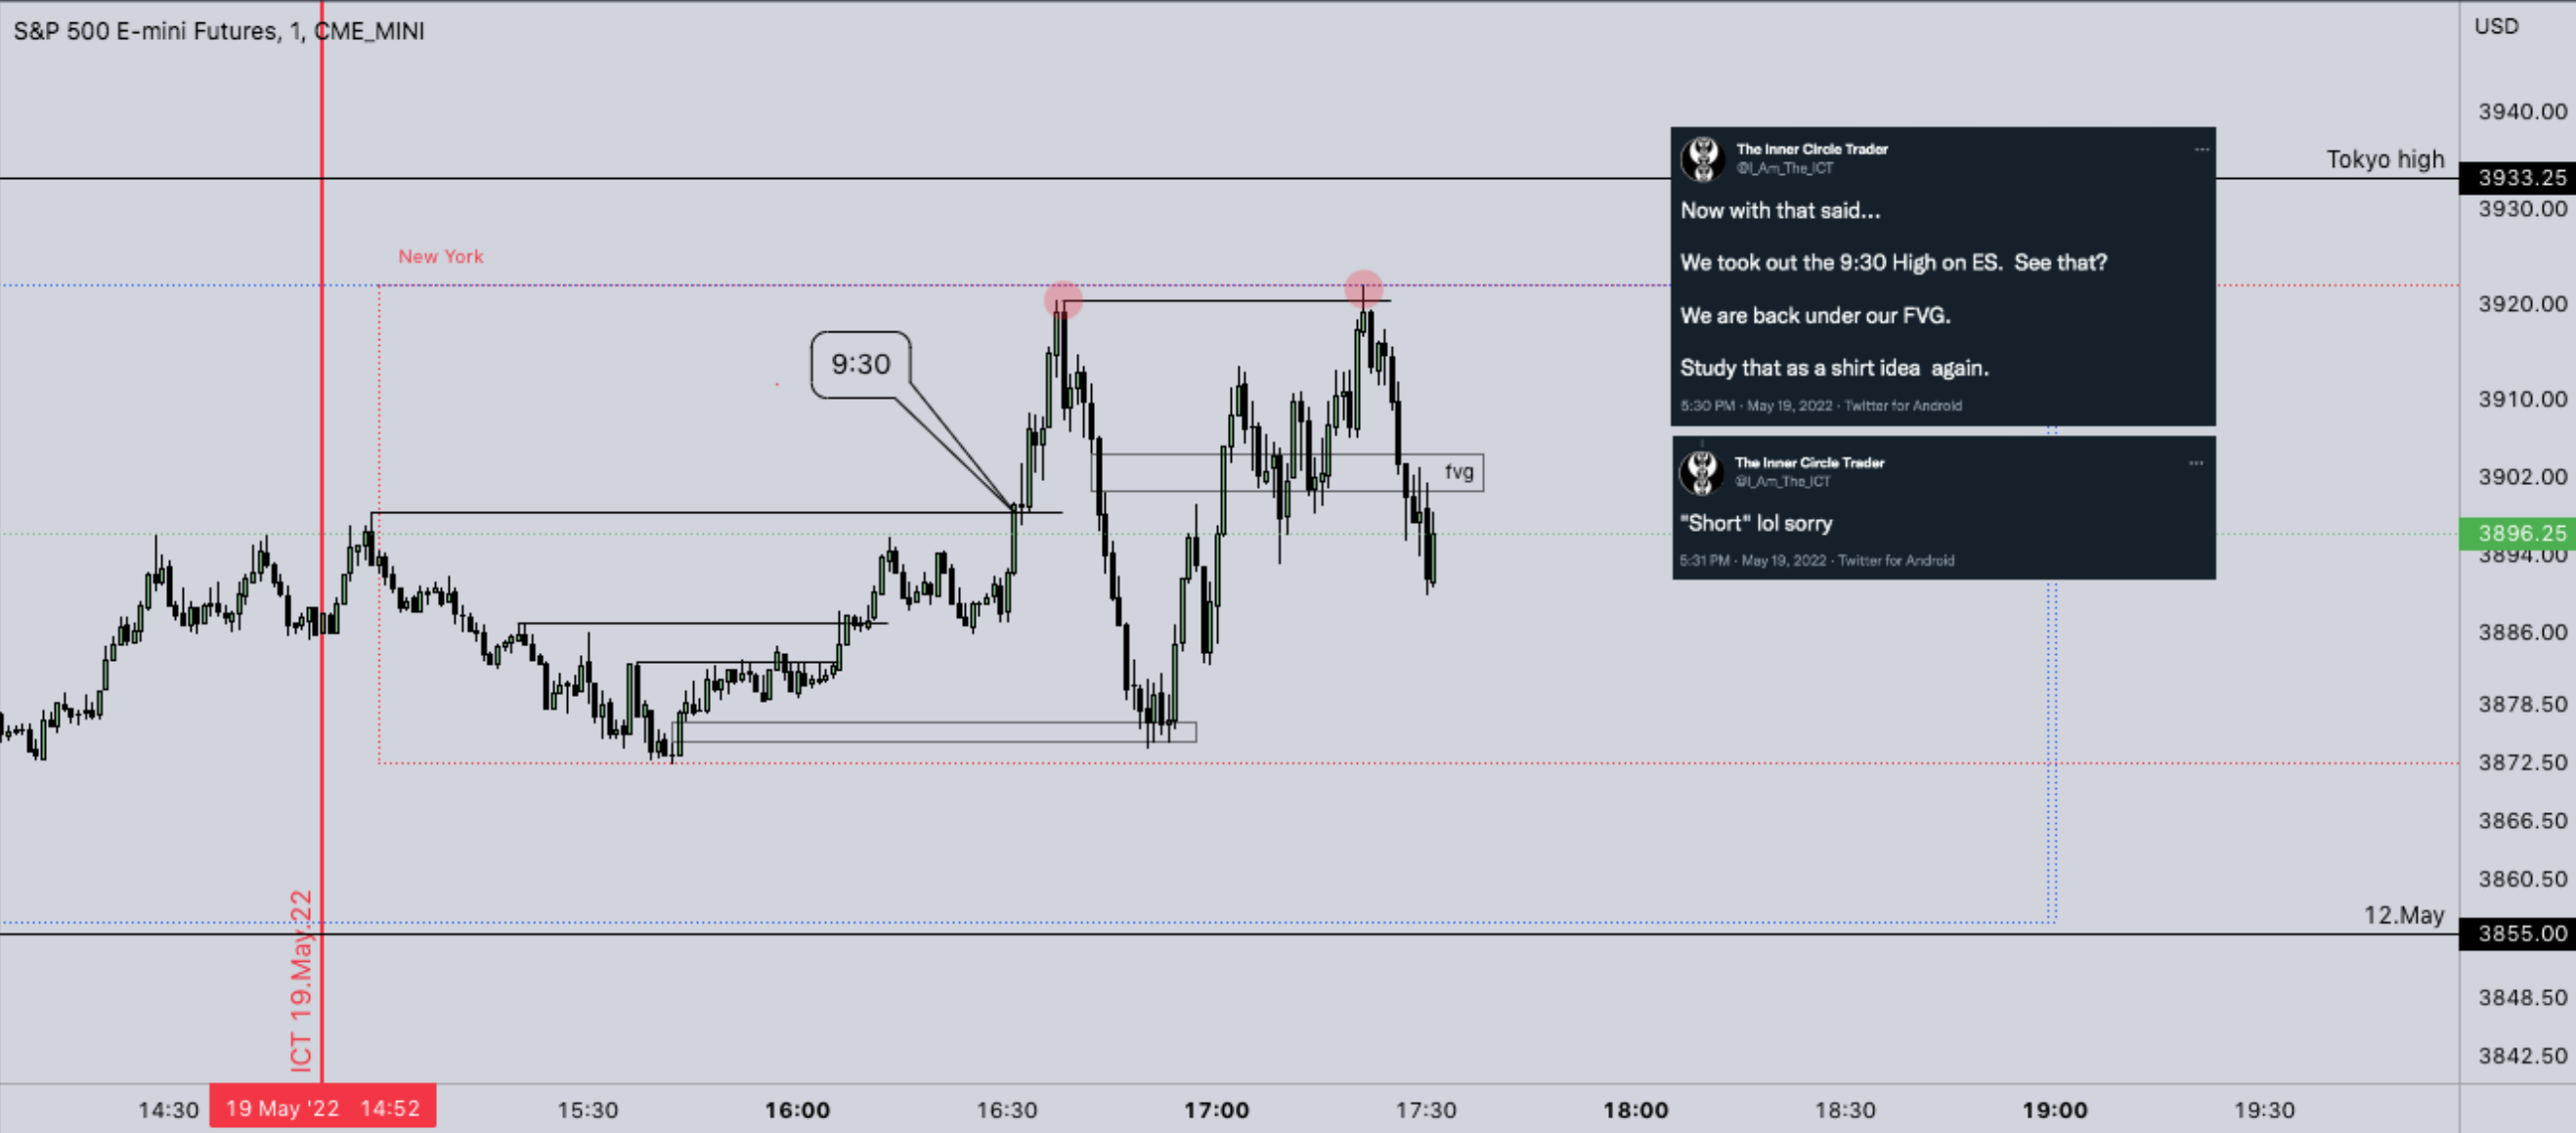 S&P 500 E-mini Futures, 1, CME_MINI
USD
3940.00
Tokyo high
3933.25
3930.00
New York
3920.00
3910.00
3902.00
3896.25
3894.00
3886.00
3878.50
3872.50
3866.50
3860.50
12.May
3855.00
3848.50
3842.50
9:30
fvg
The Inner Circle Trader
@I_Am_The_ICT
Now with that said...
We took out the 9:30 High on ES. See that?
We are back under our FVG.
Study that as a shirt idea again.
5:30 PM · May 19, 2022 · Twitter for Android
The Inner Circle Trader
@I_Am_The_ICT
"Short" lol sorry
5:31 PM · May 19, 2022 · Twitter for Android
ICT 19.May.22
14:30
19 May '22 14:52
15:30
16:00
16:30
17:00
17:30
18:00
18:30
19:00
19:30